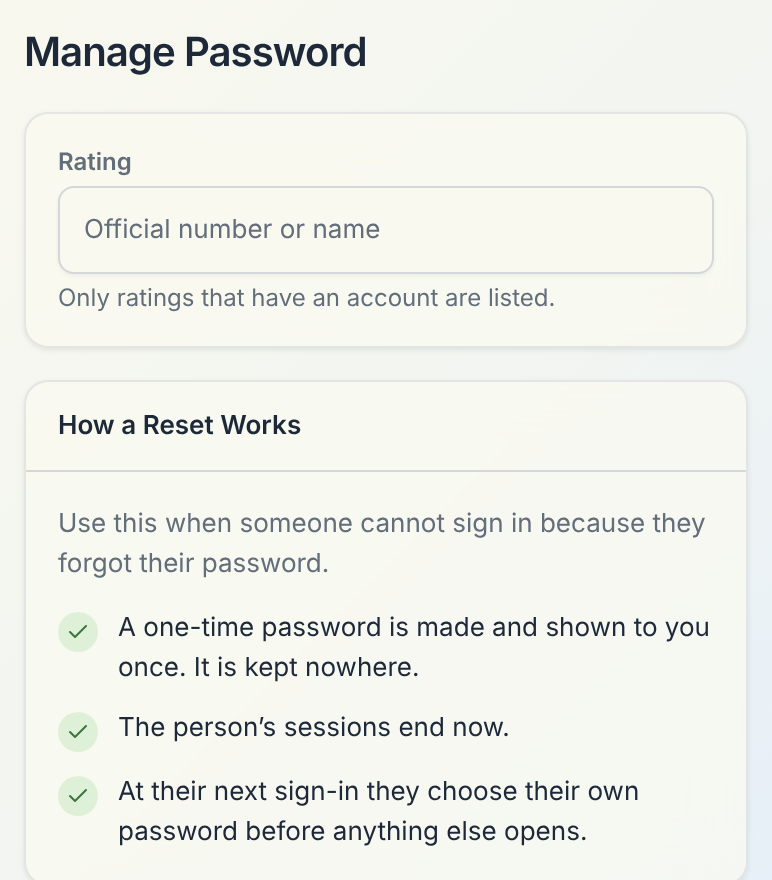 Manage Password
Rating
Official number or name
Only ratings that have an account are listed.
How a Reset Works
Use this when someone cannot sign in because they
forgot their password.
A one-time password is made and shown to you
once. It is kept nowhere.
The person’s sessions end now.
At their next sign-in they choose their own
password before anything else opens.